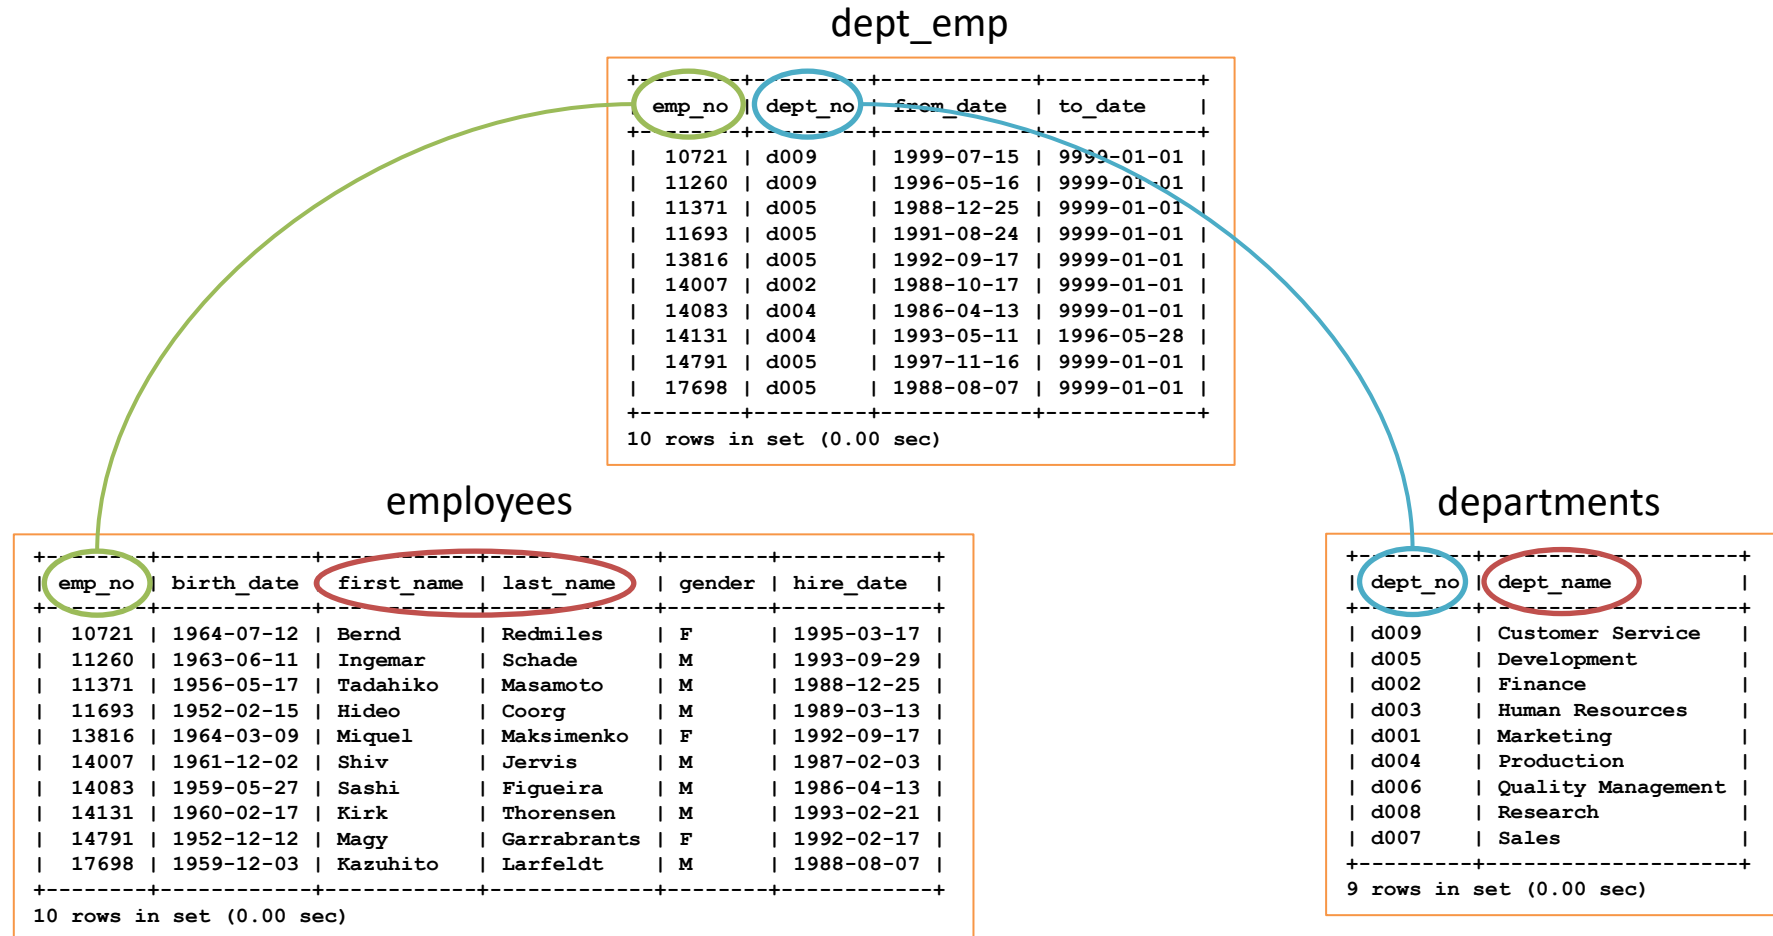 dept_emp
+--------+---------+------------+------------+
| emp_no | dept_no | from_date  | to_date    |
+--------+---------+------------+------------+
|  10721 | d009    | 1999-07-15 | 9999-01-01 |
|  11260 | d009    | 1996-05-16 | 9999-01-01 |
|  11371 | d005    | 1988-12-25 | 9999-01-01 |
|  11693 | d005    | 1991-08-24 | 9999-01-01 |
|  13816 | d005    | 1992-09-17 | 9999-01-01 |
|  14007 | d002    | 1988-10-17 | 9999-01-01 |
|  14083 | d004    | 1986-04-13 | 9999-01-01 |
|  14131 | d004    | 1993-05-11 | 1996-05-28 |
|  14791 | d005    | 1997-11-16 | 9999-01-01 |
|  17698 | d005    | 1988-08-07 | 9999-01-01 |
+--------+---------+------------+------------+
10 rows in set (0.00 sec)
employees
+--------+------------+------------+-------------+--------+------------+
| emp_no | birth_date | first_name | last_name   | gender | hire_date  |
+--------+------------+------------+-------------+--------+------------+
|  10721 | 1964-07-12 | Bernd      | Redmiles    | F      | 1995-03-17 |
|  11260 | 1963-06-11 | Ingemar    | Schade      | M      | 1993-09-29 |
|  11371 | 1956-05-17 | Tadahiko   | Masamoto    | M      | 1988-12-25 |
|  11693 | 1952-02-15 | Hideo      | Coorg       | M      | 1989-03-13 |
|  13816 | 1964-03-09 | Miquel     | Maksimenko  | F      | 1992-09-17 |
|  14007 | 1961-12-02 | Shiv       | Jervis      | M      | 1987-02-03 |
|  14083 | 1959-05-27 | Sashi      | Figueira    | M      | 1986-04-13 |
|  14131 | 1960-02-17 | Kirk       | Thorensen   | M      | 1993-02-21 |
|  14791 | 1952-12-12 | Magy       | Garrabrants | F      | 1992-02-17 |
|  17698 | 1959-12-03 | Kazuhito   | Larfeldt    | M      | 1988-08-07 |
+--------+------------+------------+-------------+--------+------------+
10 rows in set (0.00 sec)
departments
+---------+--------------------+
| dept_no | dept_name          |
+---------+--------------------+
| d009    | Customer Service   |
| d005    | Development        |
| d002    | Finance            |
| d003    | Human Resources    |
| d001    | Marketing          |
| d004    | Production         |
| d006    | Quality Management |
| d008    | Research           |
| d007    | Sales              |
+---------+--------------------+
9 rows in set (0.00 sec)